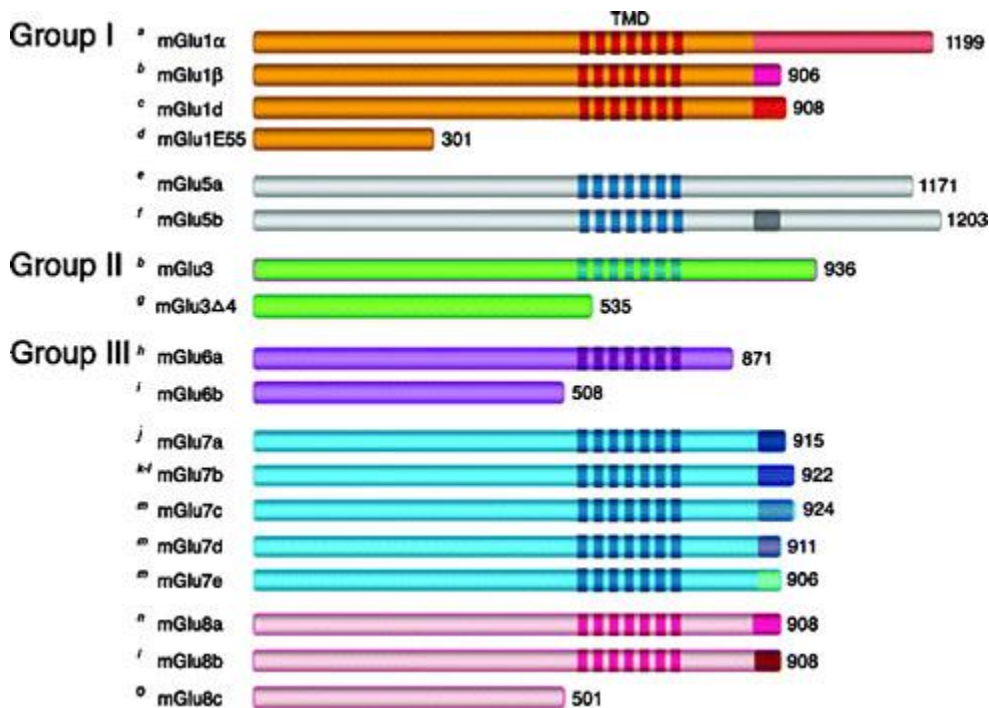 TMD
Group I a mGlu1α 1199
b mGlu1β 906
c mGlu1d 908
d mGlu1E55 301
e mGlu5a 1171
f mGlu5b 1203
Group II b mGlu3 936
g mGlu3Δ4 535
Group III h mGlu6a 871
i mGlu6b 508
j mGlu7a 915
k-l mGlu7b 922
m mGlu7c 924
m mGlu7d 911
m mGlu7e 906
n mGlu8a 908
i mGlu8b 908
o mGlu8c 501